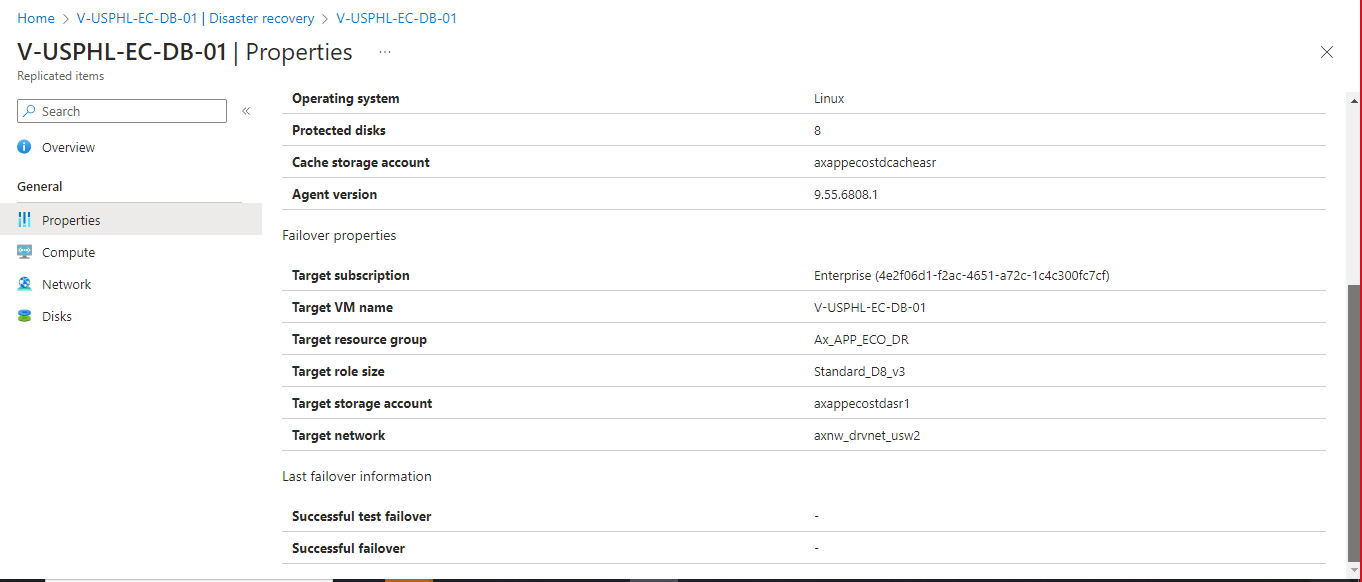 Home > V-USPHL-EC-DB-01 | Disaster recovery > V-USPHL-EC-DB-01
V-USPHL-EC-DB-01 | Properties ...
Replicated items
Search «
Overview
General
Properties
Compute
Network
Disks
Operating system Linux
Protected disks 8
Cache storage account axappecostdcacheasr
Agent version 9.55.6808.1
Failover properties
Target subscription Enterprise (4e2f06d1-f2ac-4651-a72c-1c4c300fc7cf)
Target VM name V-USPHL-EC-DB-01
Target resource group Ax_APP_ECO_DR
Target role size Standard_D8_v3
Target storage account axappecostdasr1
Target network axnw_drvnet_usw2
Last failover information
Successful test failover -
Successful failover -